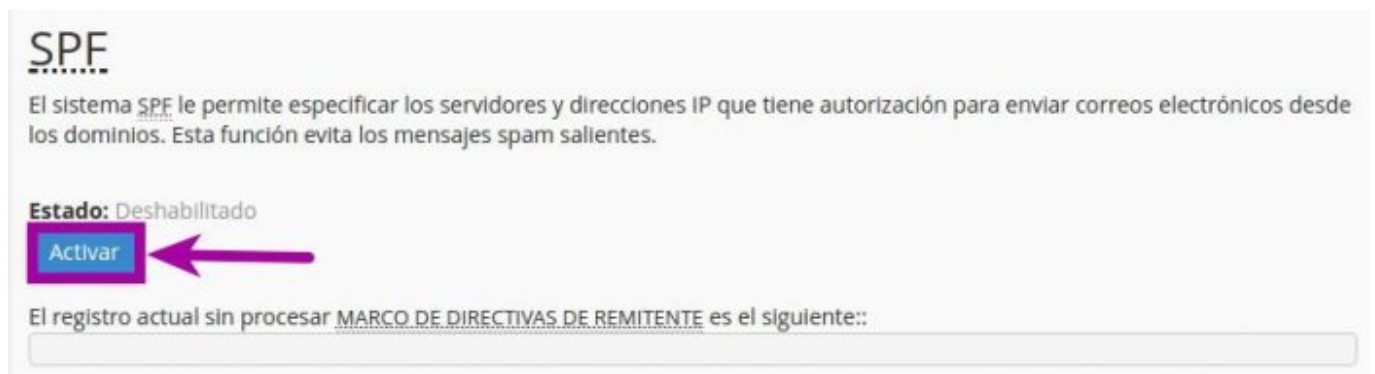 SPF
El sistema SPF le permite especificar los servidores y direcciones IP que tiene autorización para enviar correos electrónicos desde
los dominios. Esta función evita los mensajes spam salientes.
Estado: Deshabilitado
Activar
El registro actual sin procesar MARCO DE DIRECTIVAS DE REMITENTE es el siguiente::